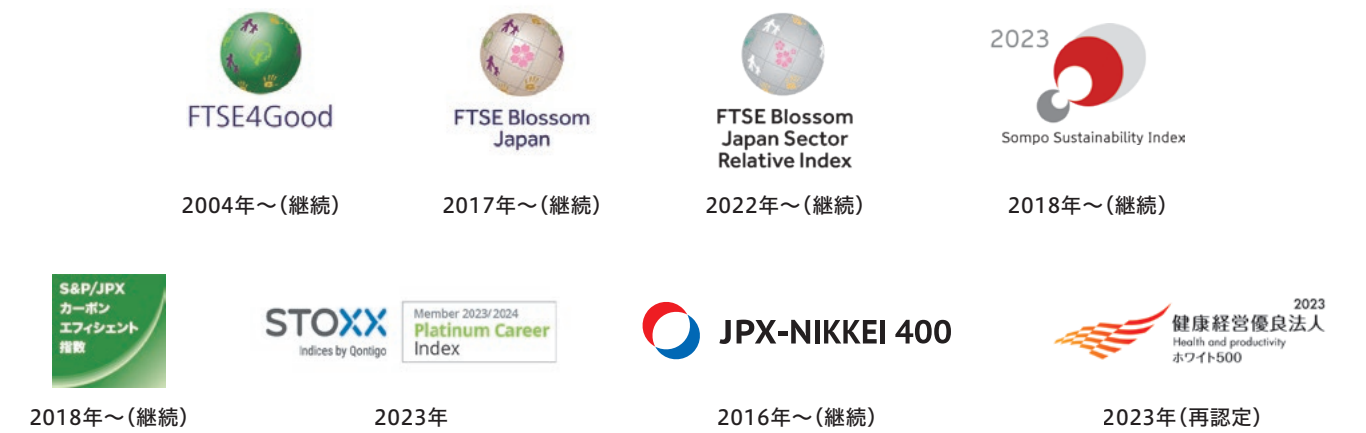 FTSE4Good
2004年～（継続）
FTSE Blossom
Japan
2017年～（継続）
FTSE Blossom
Japan Sector
Relative Index
2022年～（継続）
2023
Sompo Sustainability Index
2018年～（継続）
S&P/JPX
カーボン
エフィシェント
指数
2018年～（継続）
STOXX
Indices by Qontigo
Member 2023/2024
Platinum Career
Index
2023年
JPX-NIKKEI 400
2016年～（継続）
2023
健康経営優良法人
Health and productivity
ホワイト500
2023年（再認定）